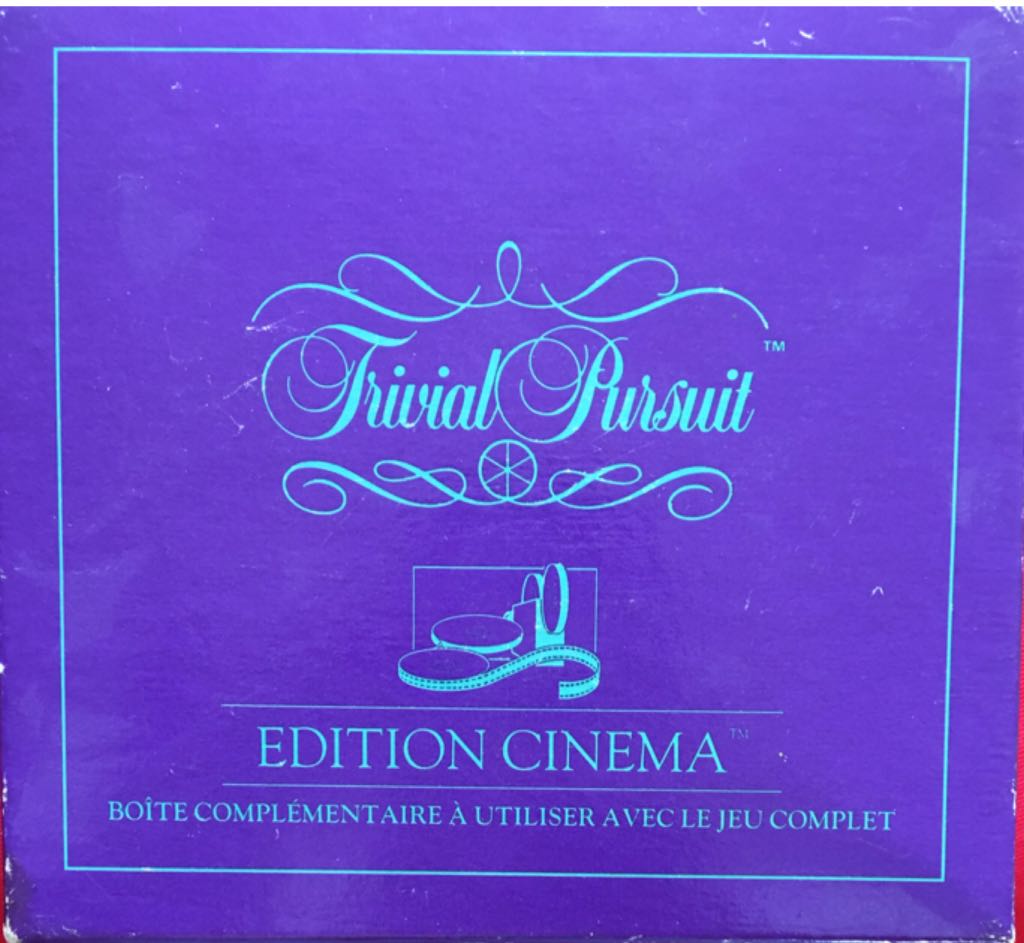 Trivial Pursuit™
EDITION CINEMA™
BOÎTE COMPLÉMENTAIRE À UTILISER AVEC LE JEU COMPLET